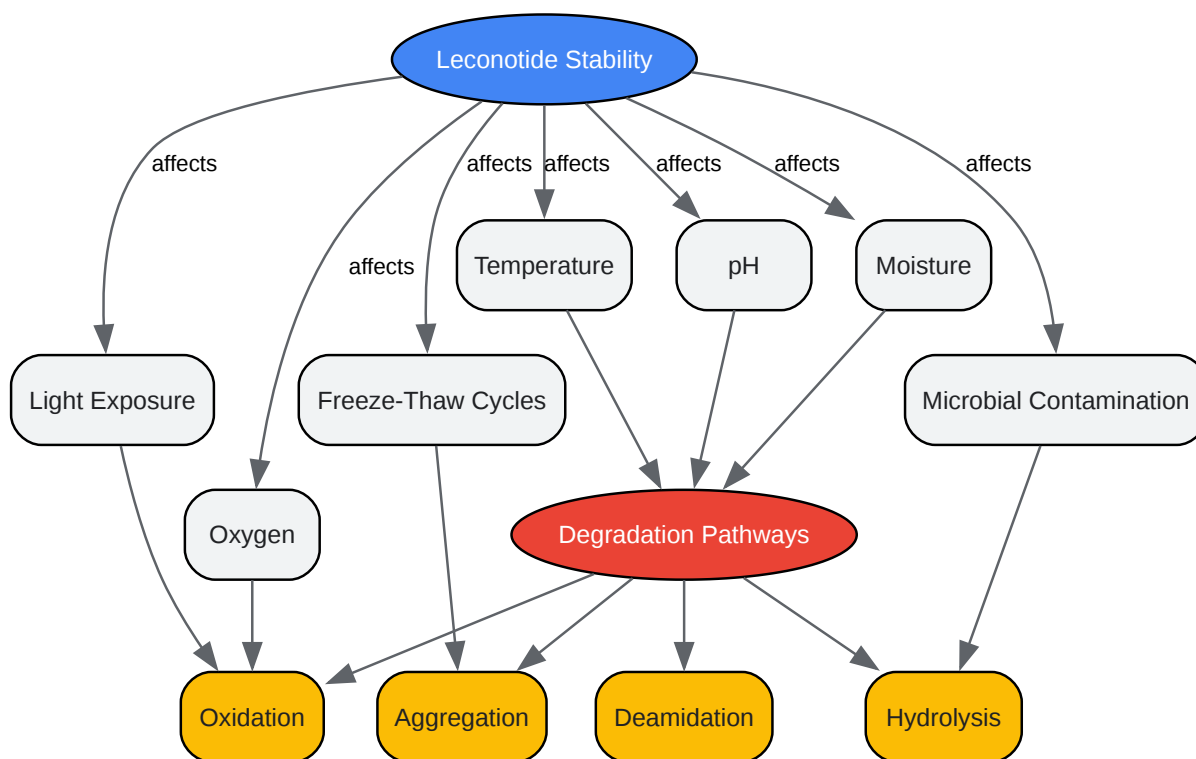 Leconotide Stability
affects
affects
affects
affects
affects
affects
affects
Temperature
pH
Moisture
Light Exposure
Freeze-Thaw Cycles
Microbial Contamination
Oxygen
Degradation Pathways
Oxidation
Aggregation
Deamidation
Hydrolysis